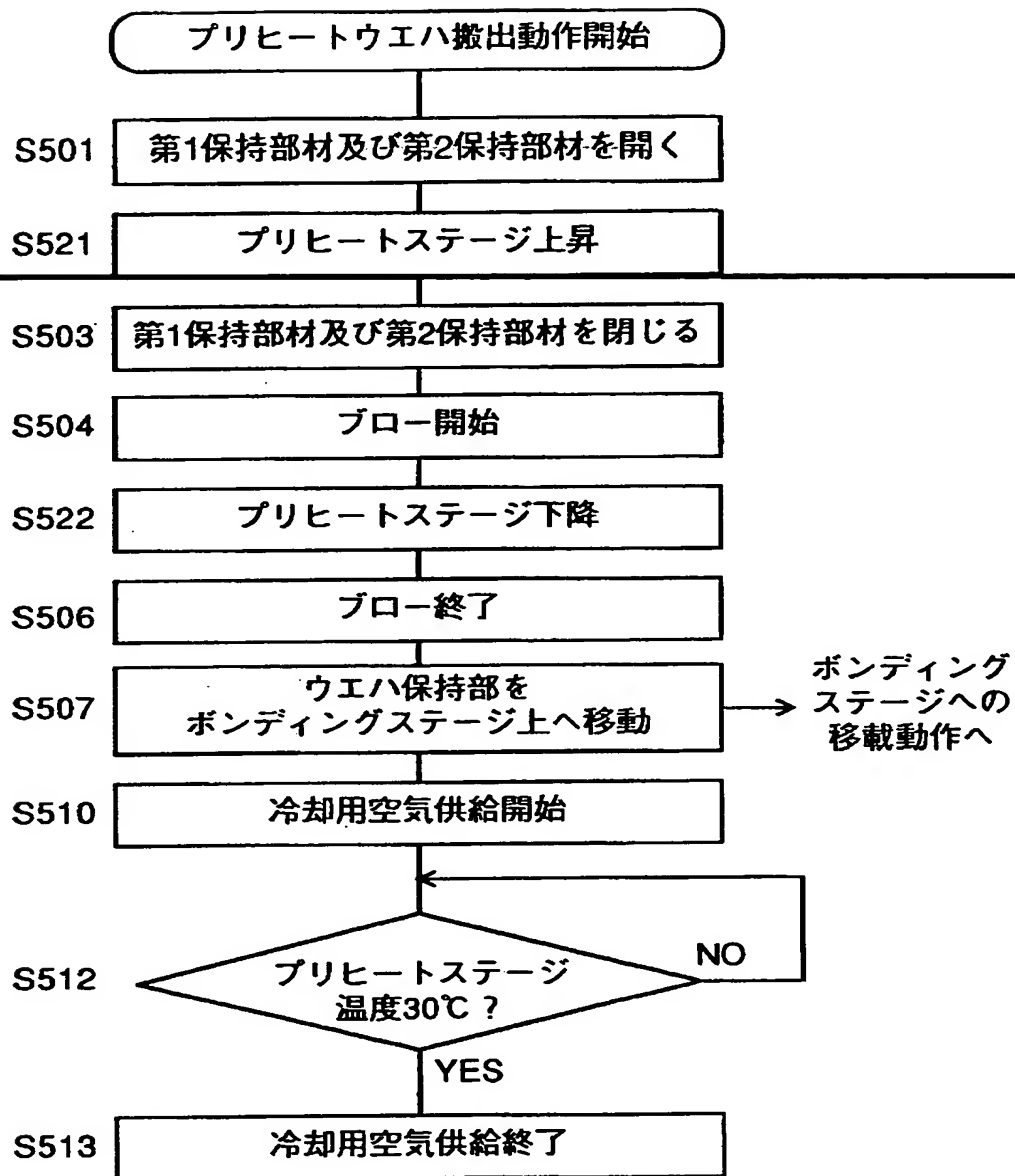 プリヒートウエハ搬出動作開始
S501
第1保持部材及び第2保持部材を開く
S521
プリヒートステージ上昇
S503
第1保持部材及び第2保持部材を閉じる
S504
ブロー開始
S522
プリヒートステージ下降
S506
ブロー終了
S507
ウエハ保持部を
ボンディングステージ上へ移動
ボンディング
ステージへの
移載動作へ
S510
冷却用空気供給開始
S512
プリヒートステージ
温度30℃?
NO
YES
S513
冷却用空気供給終了